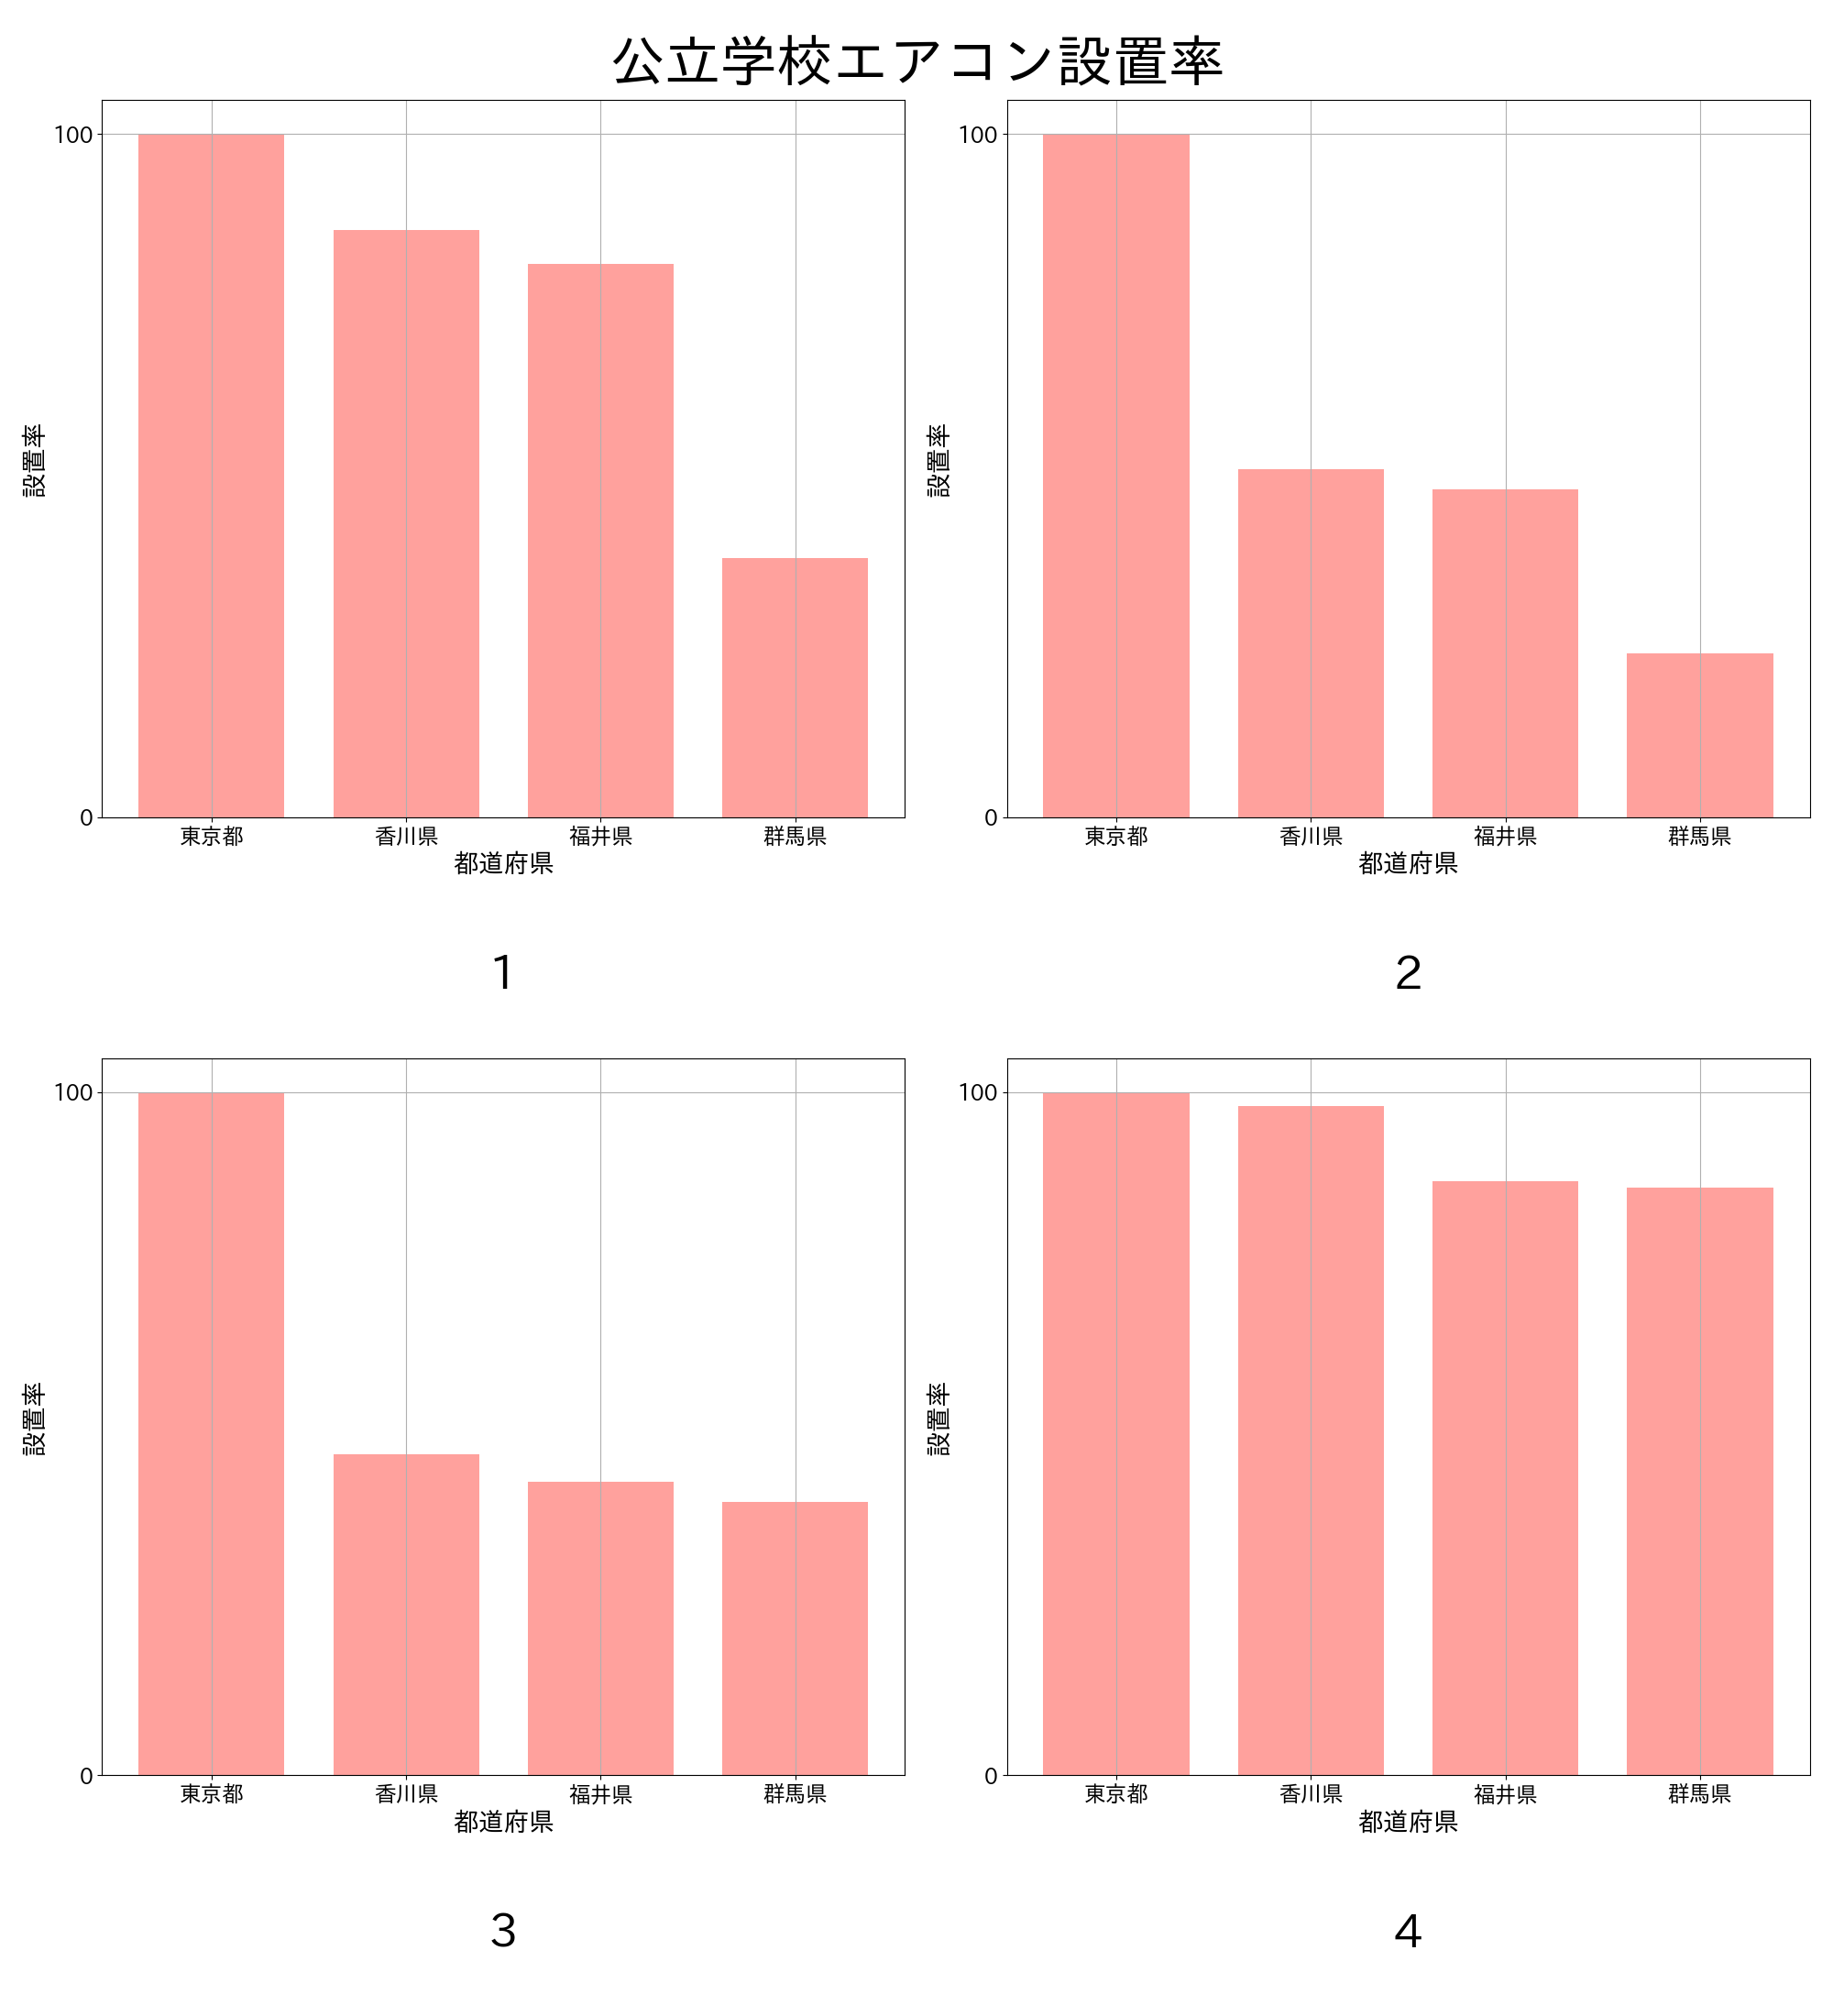 公立学校エアコン設置率
100
0
設置率
東京都 香川県 福井県 群馬県
都道府県
1
100
0
設置率
東京都 香川県 福井県 群馬県
都道府県
2
100
0
設置率
東京都 香川県 福井県 群馬県
都道府県
3
100
0
設置率
東京都 香川県 福井県 群馬県
都道府県
4